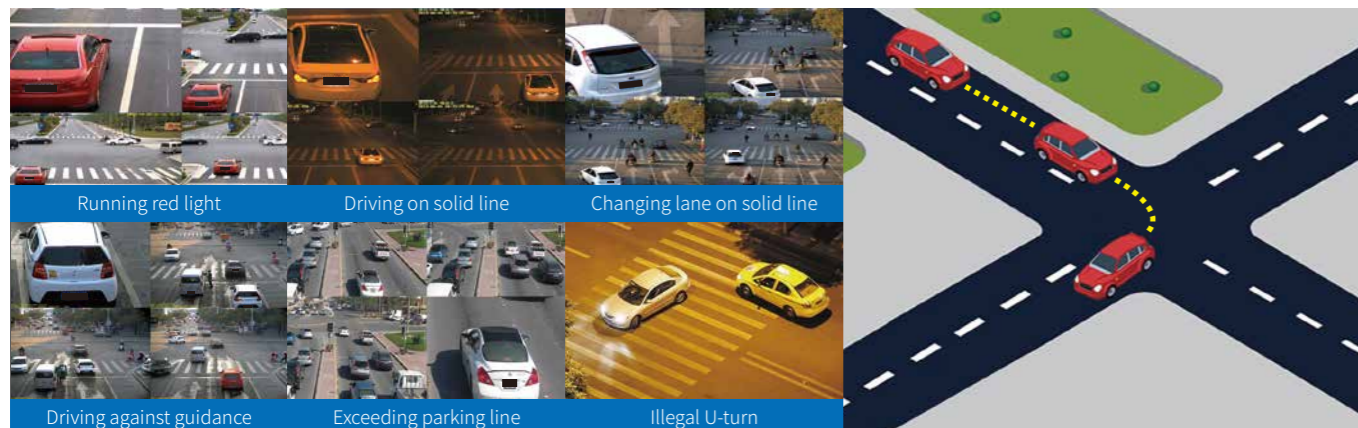 Running red light
Driving on solid line
Changing lane on solid line
Driving against guidance
Exceeding parking line
Illegal U-turn